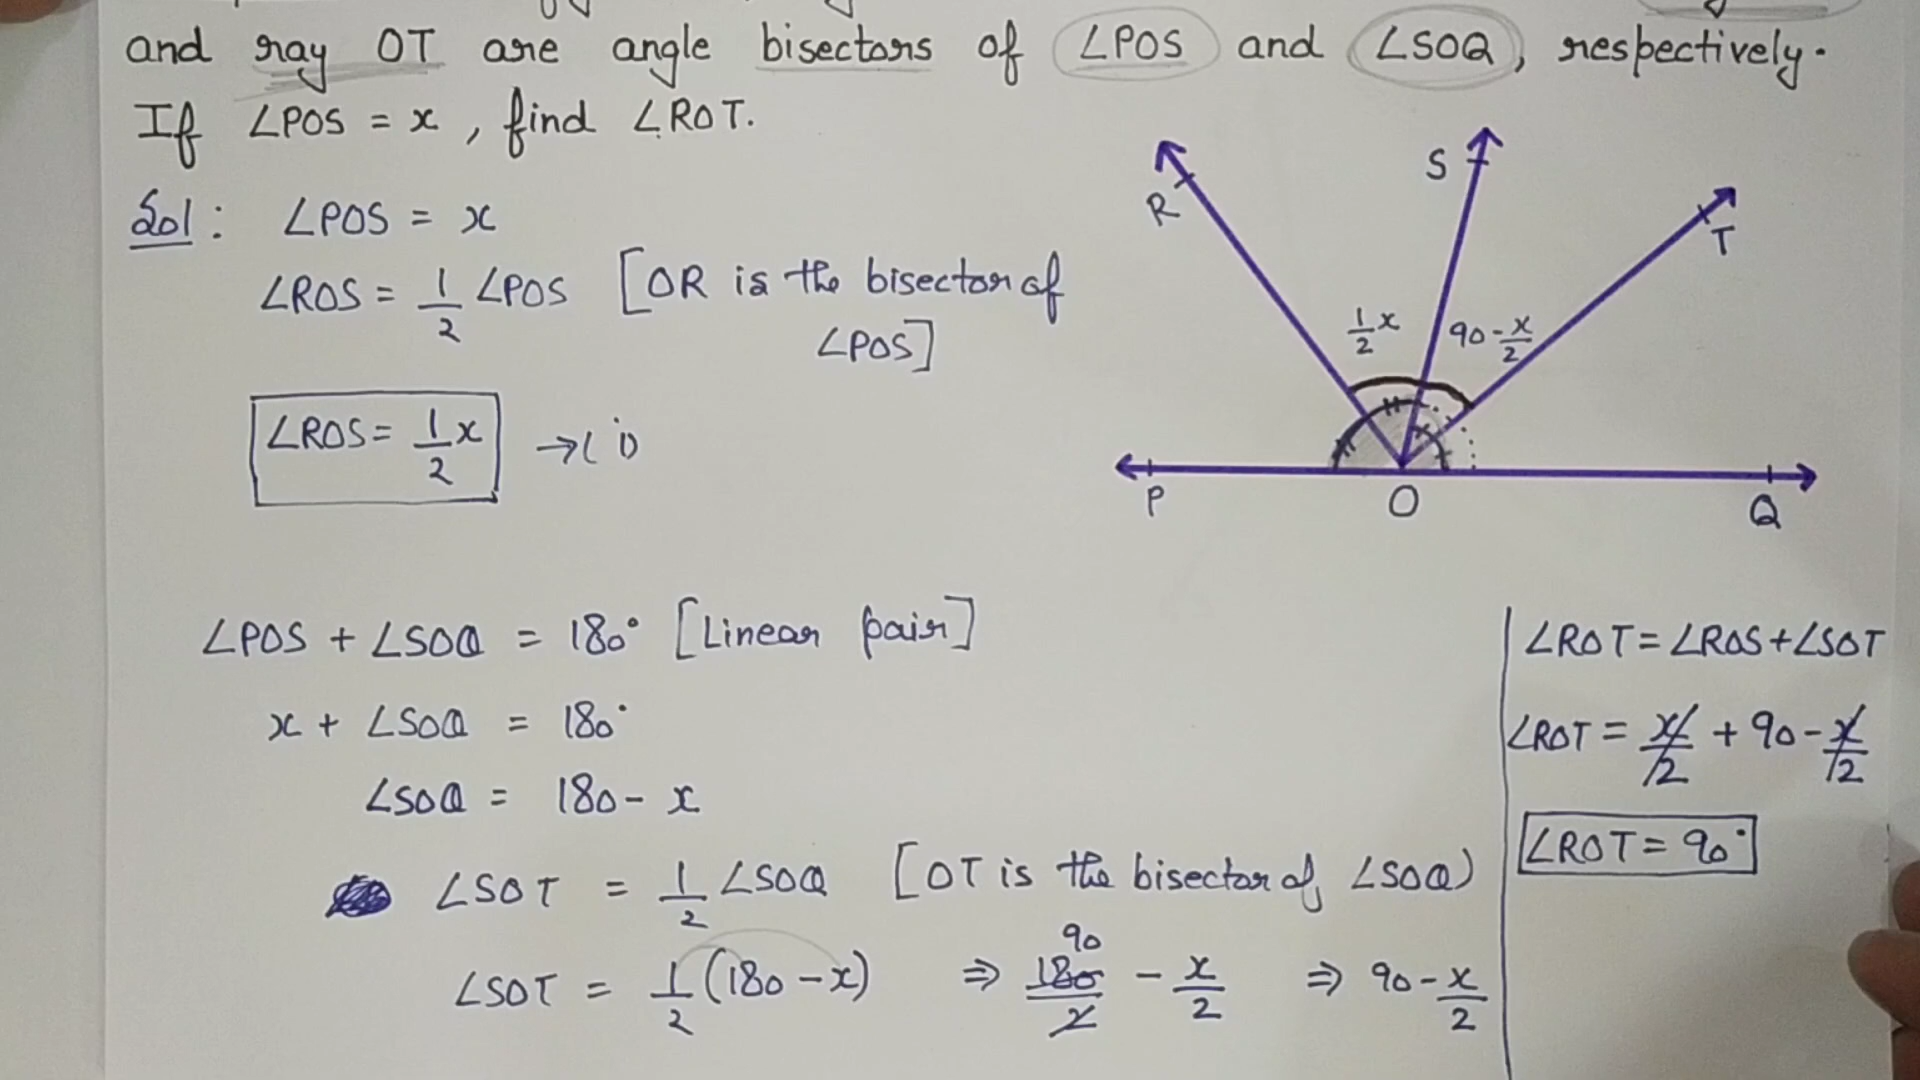 and ray OT are angle bisectors of ∠POS and ∠SOQ, respectively.
If ∠POS = x, find ∠ROT.
Sol: ∠POS = x
∠ROS = 1/2 ∠POS [OR is the bisector of
∠POS]
∠ROS = 1/2 x → (i)
R
S
T
1/2 x
90 - x/2
P
O
Q
∠POS + ∠SOQ = 180° [Linear pair]
x + ∠SOQ = 180°
∠SOQ = 180 - x
∠SOT = 1/2 ∠SOQ [OT is the bisector of ∠SOQ)
∠SOT = 1/2 (180 - x) ⇒ 180/2 90 - x/2 ⇒ 90 - x/2
∠ROT = ∠ROS + ∠SOT
∠ROT = x/2 + 90 - x/2
∠ROT = 90°